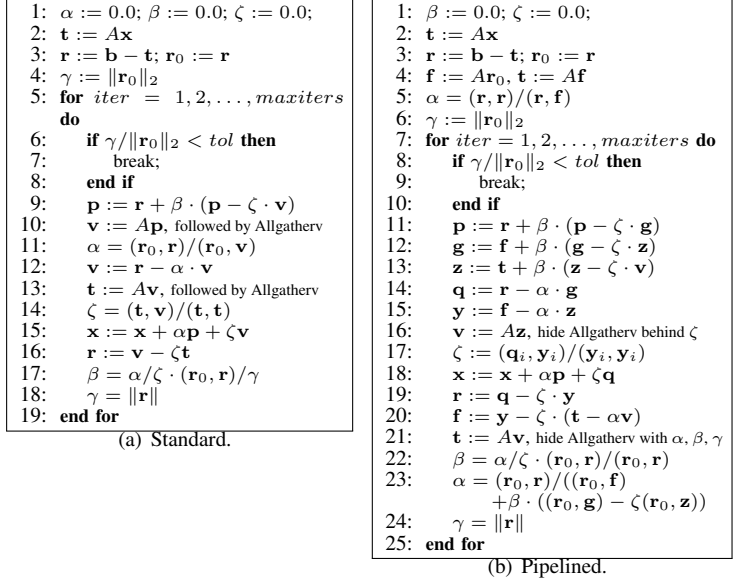 1: α := 0.0; β := 0.0; ζ := 0.0;
2: t := Ax
3: r := b − t; r₀ := r
4: γ := ‖r₀‖₂
5: for iter = 1, 2, . . . , maxiters
do
6: if γ/‖r₀‖₂ < tol then
7: break;
8: end if
9: p := r + β · (p − ζ · v)
10: v := Ap, followed by Allgatherv
11: α = (r₀, r)/(r₀, v)
12: v := r − α · v
13: t := Av, followed by Allgatherv
14: ζ = (t, v)/(t, t)
15: x := x + αp + ζv
16: r := v − ζt
17: β = α/ζ · (r₀, r)/γ
18: γ = ‖r‖
19: end for
(a) Standard.
1: β := 0.0; ζ := 0.0;
2: t := Ax
3: r := b − t; r₀ := r
4: f := Ar₀, t := Af
5: α = (r, r)/(r, f)
6: γ := ‖r₀‖₂
7: for iter = 1, 2, . . . , maxiters do
8: if γ/‖r₀‖₂ < tol then
9: break;
10: end if
11: p := r + β · (p − ζ · g)
12: g := f + β · (g − ζ · z)
13: z := t + β · (z − ζ · v)
14: q := r − α · g
15: y := f − α · z
16: v := Az, hide Allgatherv behind ζ
17: ζ := (qᵢ, yᵢ)/(yᵢ, yᵢ)
18: x := x + αp + ζq
19: r := q − ζ · y
20: f := y − ζ · (t − αv)
21: t := Av, hide Allgatherv with α, β, γ
22: β = α/ζ · (r₀, r)/(r₀, r)
23: α = (r₀, r)/((r₀, f)
+β · ((r₀, g) − ζ(r₀, z))
24: γ = ‖r‖
25: end for
(b) Pipelined.